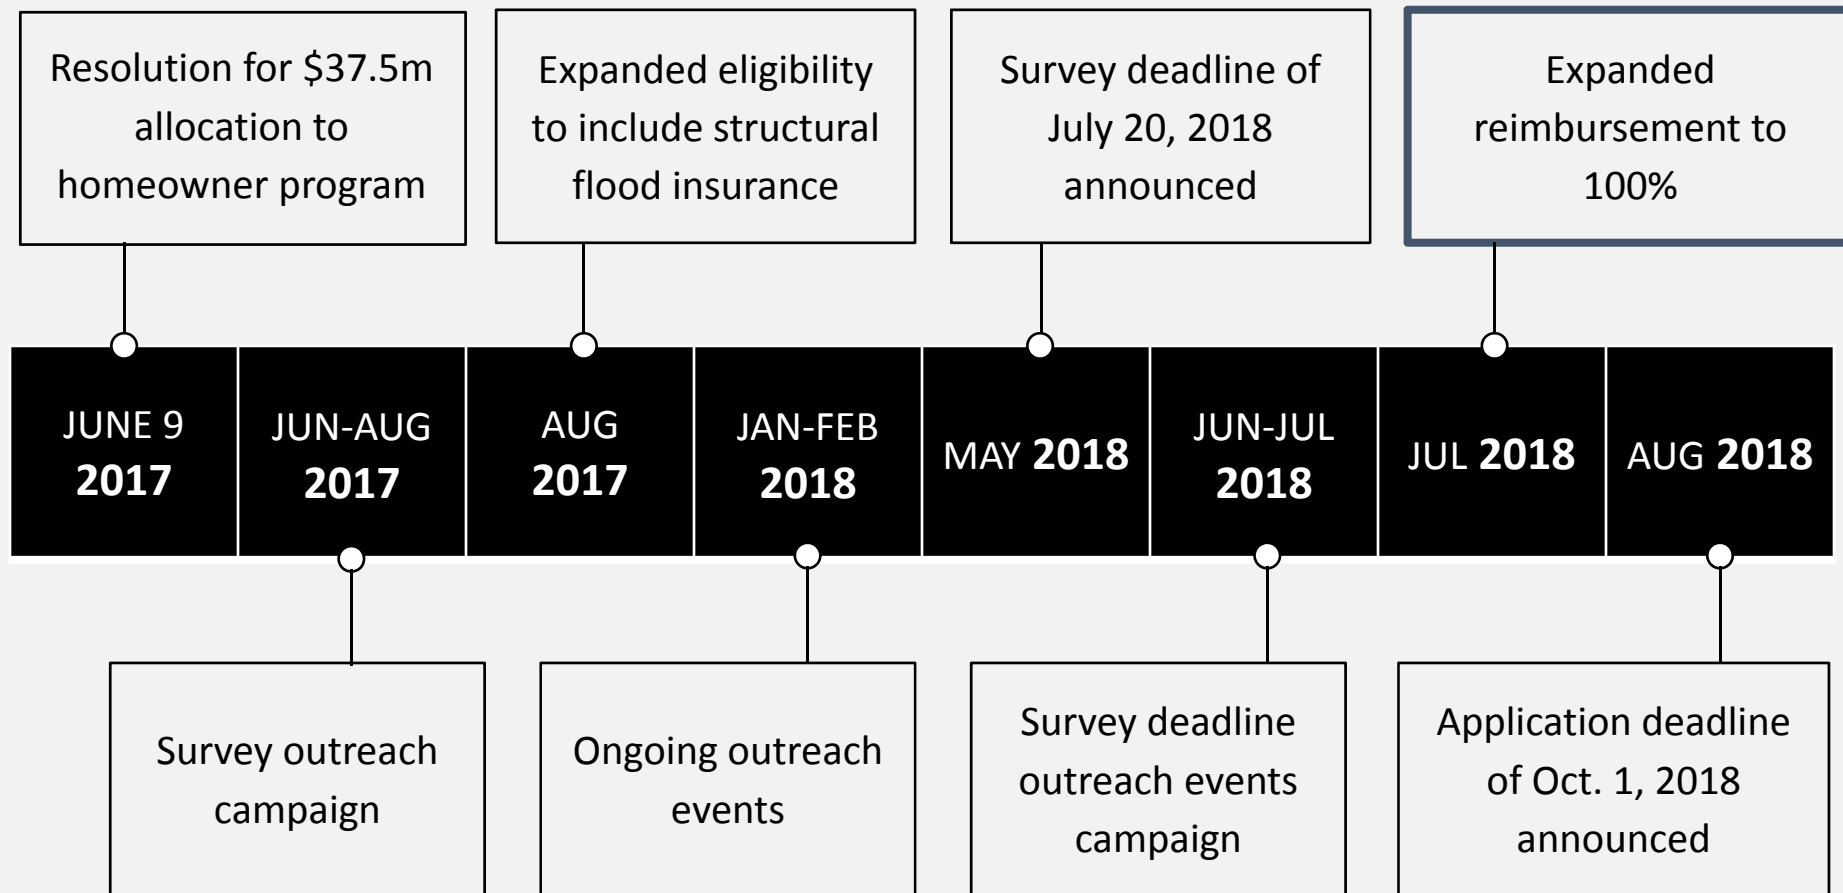 Resolution for $37.5m
allocation to
homeowner program
Expanded eligibility
to include structural
flood insurance
Survey deadline of
July 20, 2018
announced
Expanded
reimbursement to
100%
JUNE 9
2017
JUN-AUG
2017
AUG
2017
JAN-FEB
2018
MAY 2018
JUN-JUL
2018
JUL 2018
AUG 2018
Survey outreach
campaign
Ongoing outreach
events
Survey deadline
outreach events
campaign
Application deadline
of Oct. 1, 2018
announced